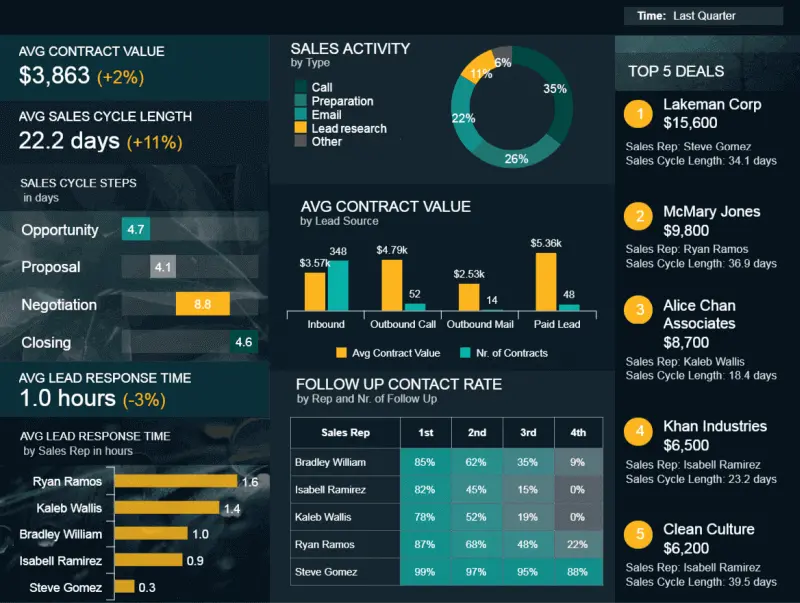 Time: Last Quarter
AVG CONTRACT VALUE
$3,863 (+2%)
AVG SALES CYCLE LENGTH
22.2 days (+11%)
SALES CYCLE STEPS
in days
Opportunity 4.7
Proposal 4.1
Negotiation 8.8
Closing 4.6
AVG LEAD RESPONSE TIME
1.0 hours (-3%)
AVG LEAD RESPONSE TIME
by Sales Rep in hours
Ryan Ramos 1.6
Kaleb Wallis 1.4
Bradley William 1.0
Isabell Ramirez 0.9
Steve Gomez 0.3
SALES ACTIVITY
by Type
Call
Preparation
Email
Lead research
Other
6%
11%
35%
22%
26%
AVG CONTRACT VALUE
by Lead Source
$3.57k 348 $4.79k 52 $2.53k 14 $5.36k 48
Inbound Outbound Call Outbound Mail Paid Lead
Avg Contract Value Nr. of Contracts
FOLLOW UP CONTACT RATE
by Rep and Nr. of Follow Up
Sales Rep 1st 2nd 3rd 4th
Bradley William 85% 62% 35% 9%
Isabell Ramirez 82% 45% 15% 0%
Kaleb Wallis 78% 52% 19% 0%
Ryan Ramos 87% 68% 48% 22%
Steve Gomez 99% 97% 95% 88%
TOP 5 DEALS
1 Lakeman Corp
$15,600
Sales Rep: Steve Gomez
Sales Cycle Length: 34.1 days
2 McMary Jones
$9,800
Sales Rep: Ryan Ramos
Sales Cycle Length: 36.9 days
3 Alice Chan
Associates
$8,700
Sales Rep: Kaleb Wallis
Sales Cycle Length: 18.4 days
4 Khan Industries
$6,500
Sales Rep: Isabell Ramirez
Sales Cycle Length: 23.2 days
5 Clean Culture
$6,200
Sales Rep: Isabell Ramirez
Sales Cycle Length: 39.5 days